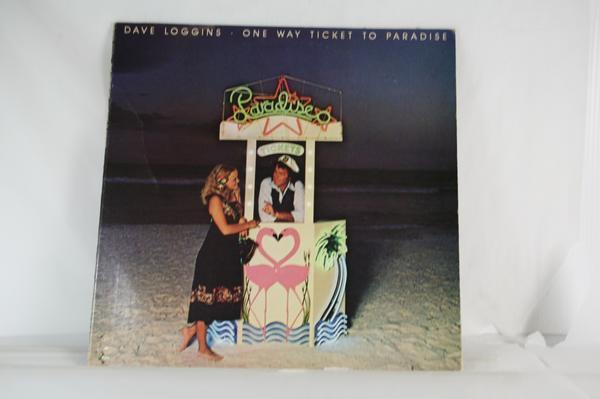 DAVE LOGGINS · ONE WAY TICKET TO PARADISE
Paradise
TICKETS